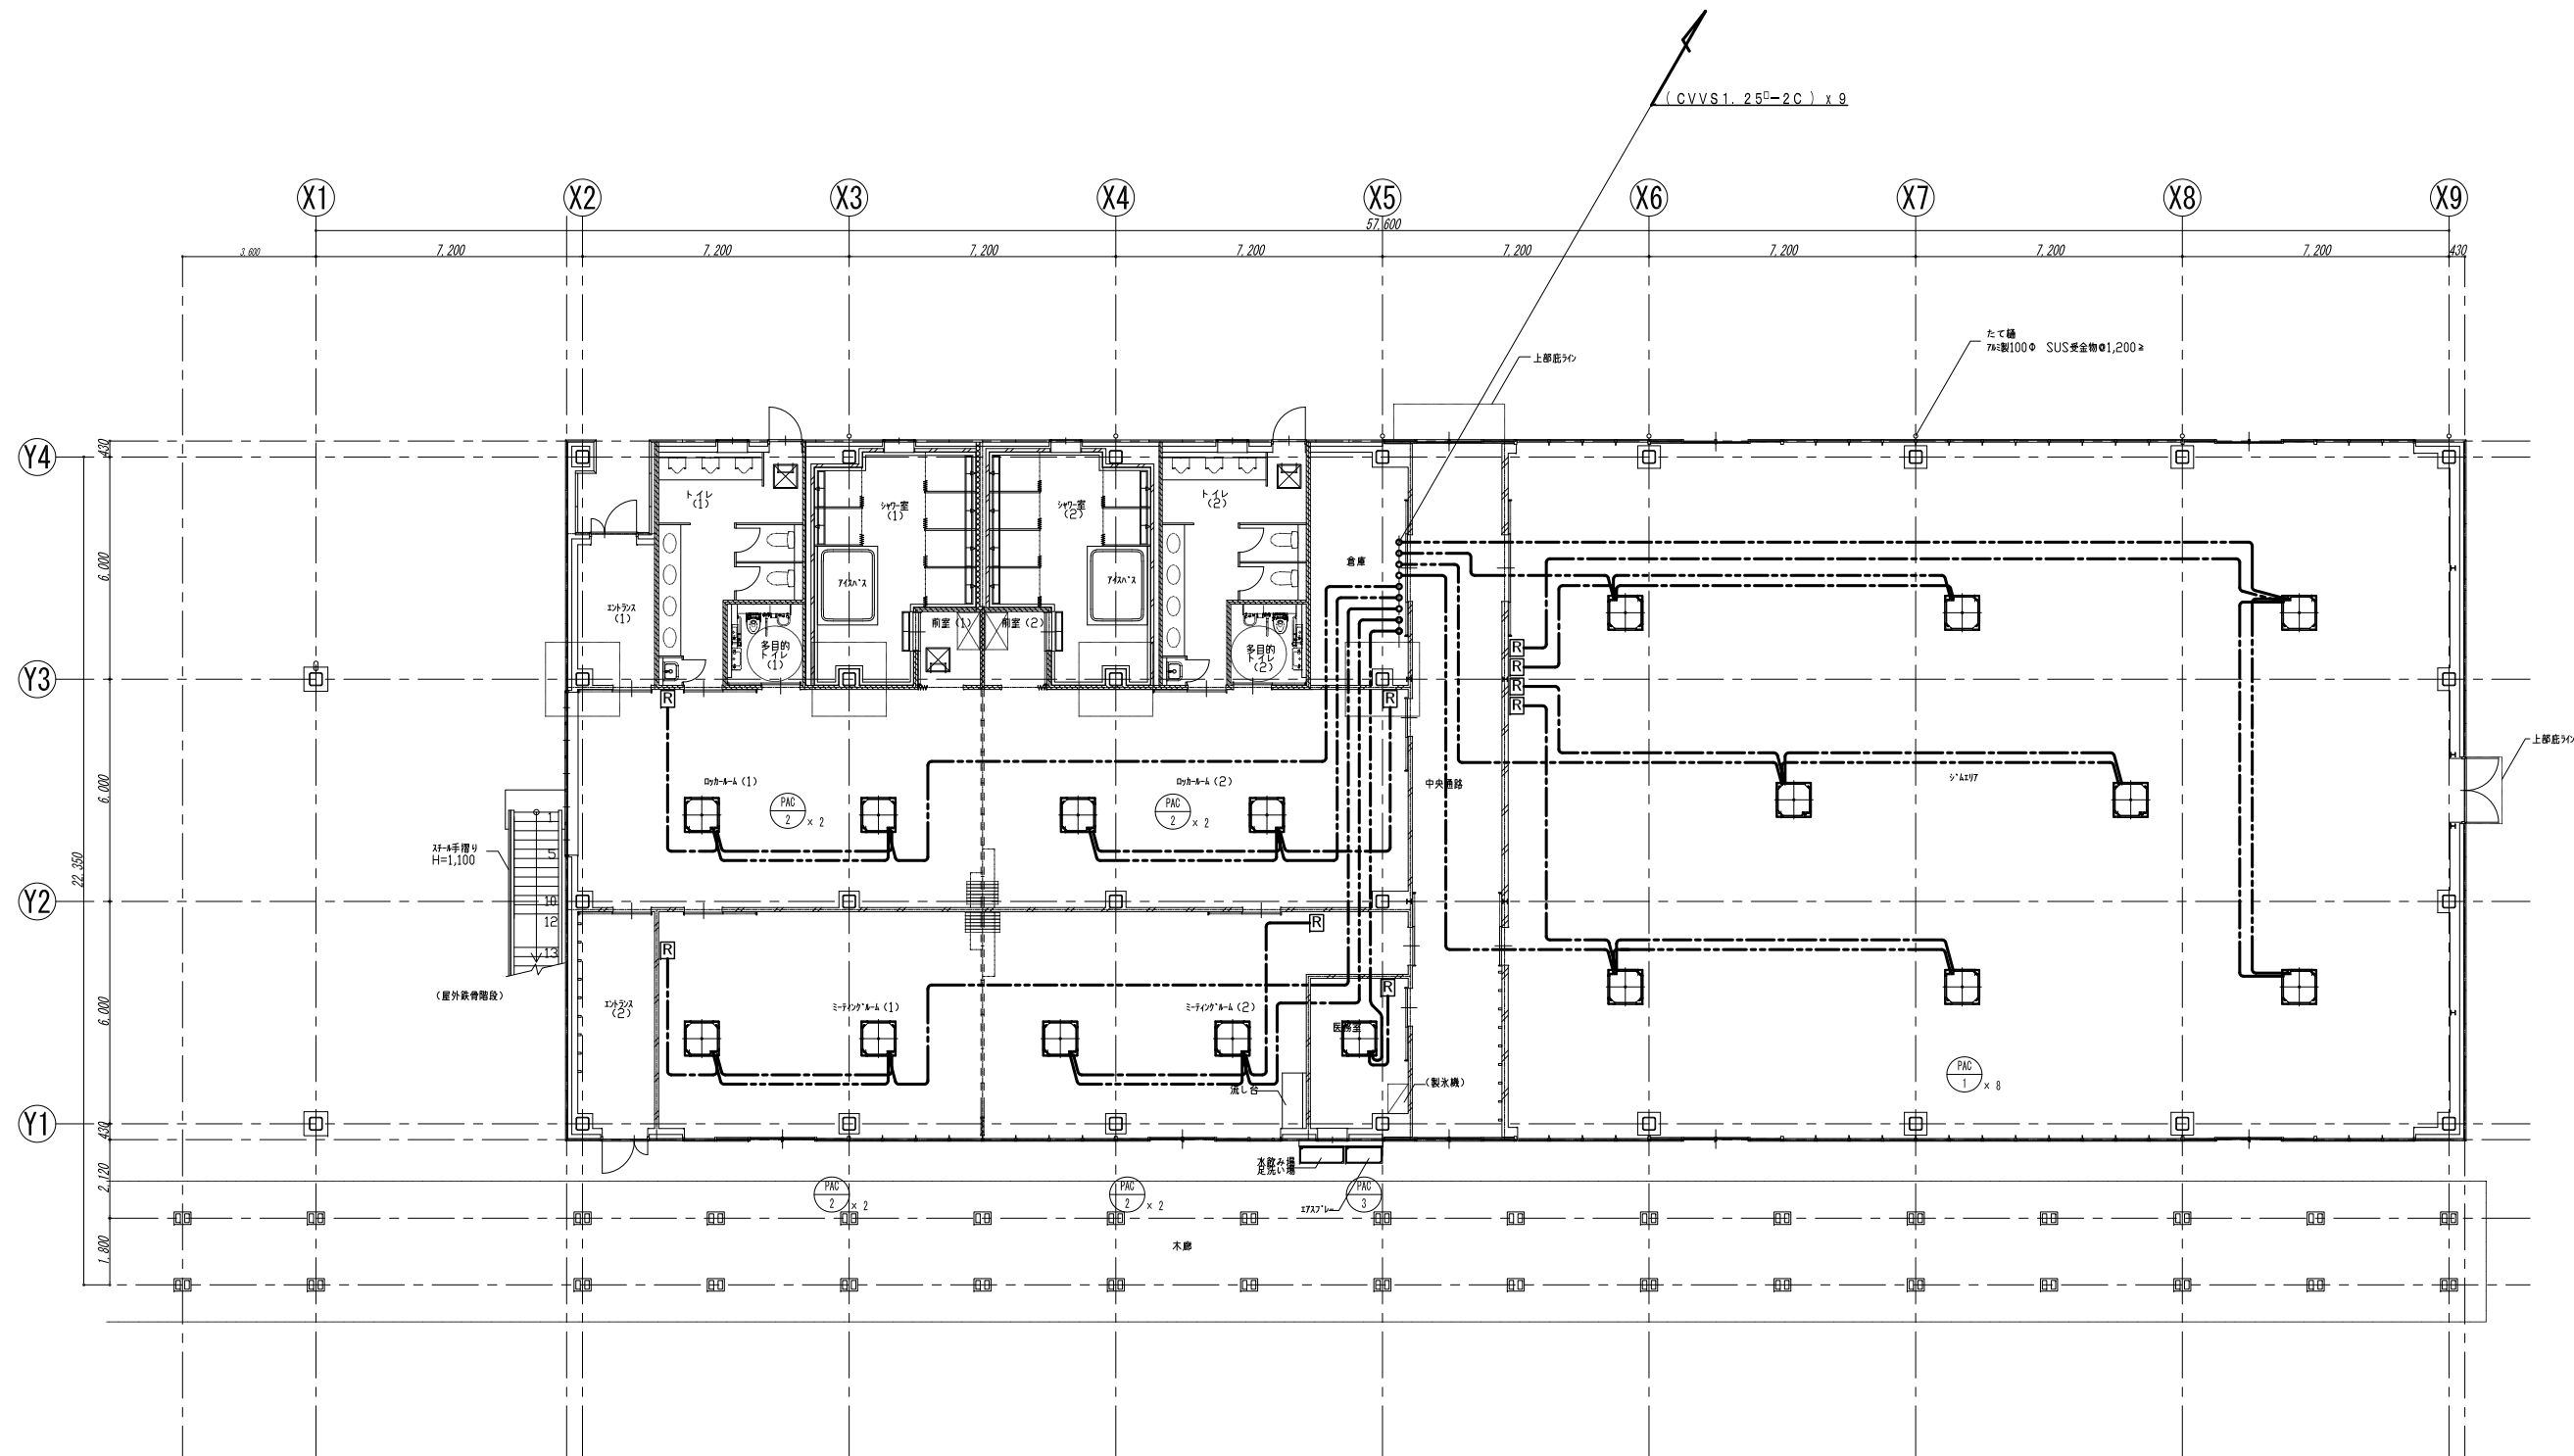 (CVVS1.25□-2C) x 9
X1
X2
X3
X4
X5
X6
X7
X8
X9
57,600
3,600
7,200
7,200
7,200
7,200
7,200
7,200
7,200
7,200
430
たて樋
アルミ製100Φ SUS受金物@1,200≧
上部庇ライン
Y4
Y3
Y2
Y1
430
6,000
6,000
6,000
430
2,120
1,800
22,350
トイレ
(1)
シャワー室
(1)
シャワー室
(2)
トイレ
(2)
アイスバス
アイスバス
倉庫
エントランス
(1)
前室(1)
前室(2)
多目的
トイレ
(1)
多目的
トイレ
(2)
R
R
R
R
R
R
上部庇ライン
ロッカールーム(1)
ロッカールーム(2)
中央通路
ジムエリア
PAC
2
x 2
PAC
2
x 2
スチール手摺り
H=1,100
1
5
10
12
13
(屋外鉄骨階段)
R
R
R
エントランス
(2)
ミーティングルーム(1)
ミーティングルーム(2)
医務室
流し台
(製氷機)
PAC
1
x 8
水飲み場
足洗い場
PAC
2
x 2
PAC
2
x 2
PAC
3
エアスプレー
木廊